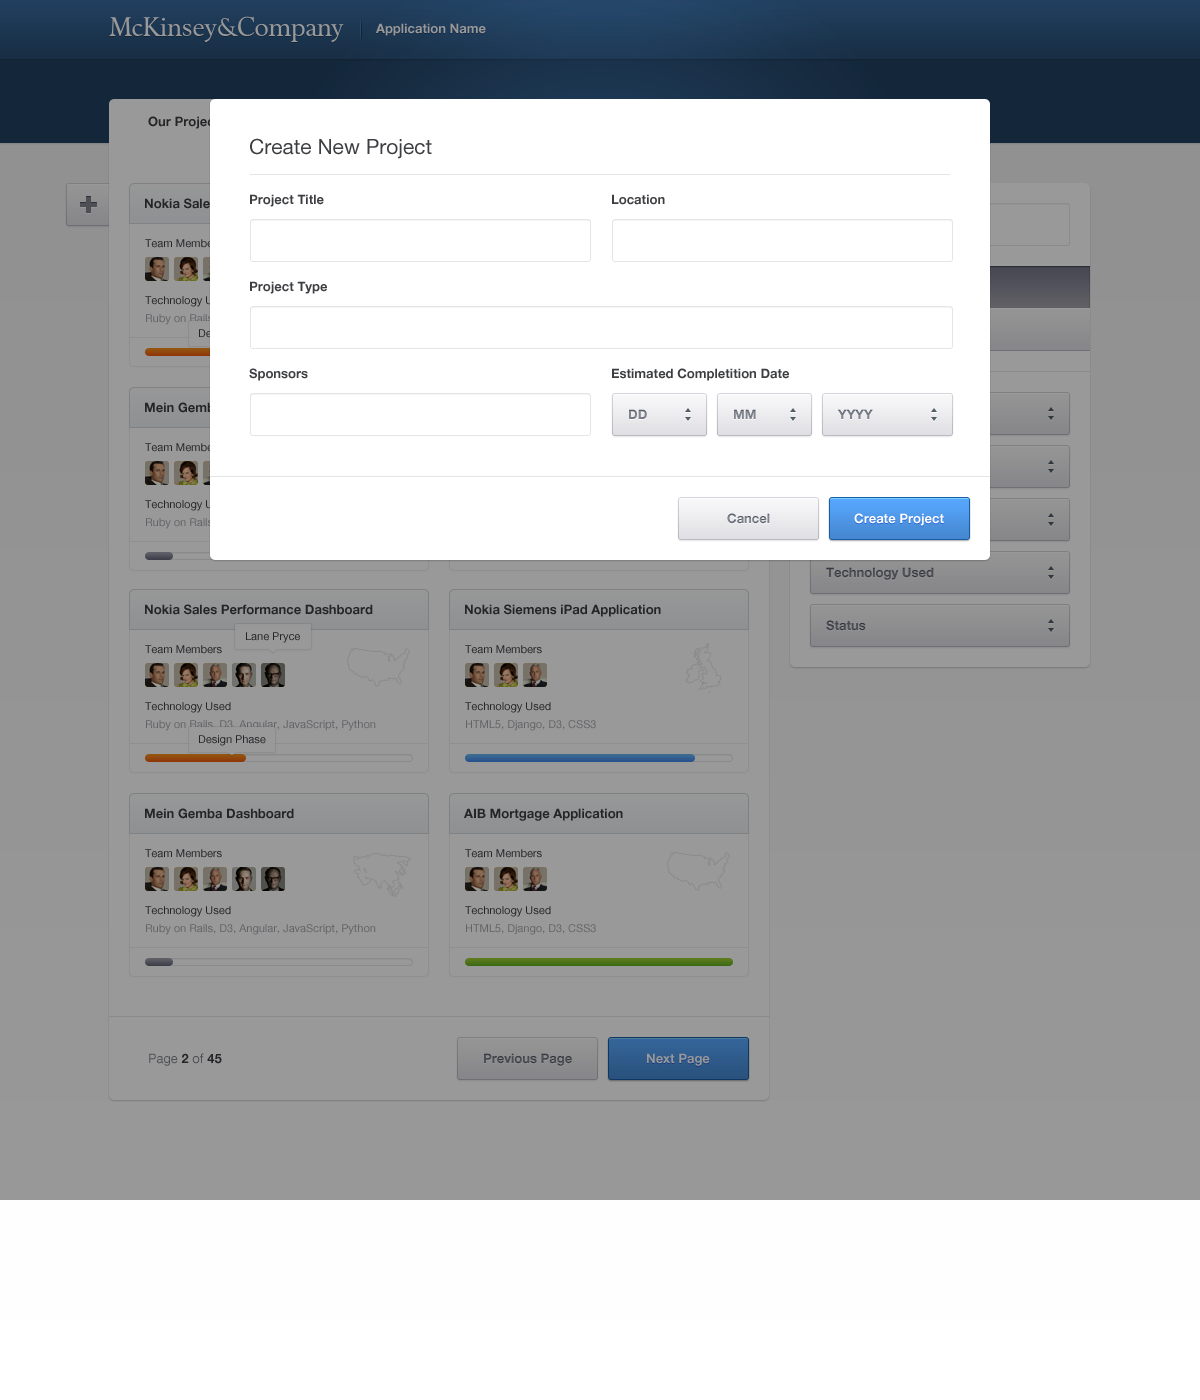 McKinsey&Company
Application Name
Our Projec
Create New Project
Project Title
Location
Project Type
Sponsors
Estimated Completition Date
DD
MM
YYYY
Cancel
Create Project
Nokia Sale
Team Membe
Technology U
Ruby on Rails
De
Mein Gemb
Team Membe
Technology U
Ruby on Rails
Technology Used
Status
Nokia Sales Performance Dashboard
Lane Pryce
Team Members
Technology Used
Ruby on Rails, D3, Angular, JavaScript, Python
Design Phase
Nokia Siemens iPad Application
Team Members
Technology Used
HTML5, Django, D3, CSS3
Mein Gemba Dashboard
Team Members
Technology Used
Ruby on Rails, D3, Angular, JavaScript, Python
AIB Mortgage Application
Team Members
Technology Used
HTML5, Django, D3, CSS3
Page 2 of 45
Previous Page
Next Page